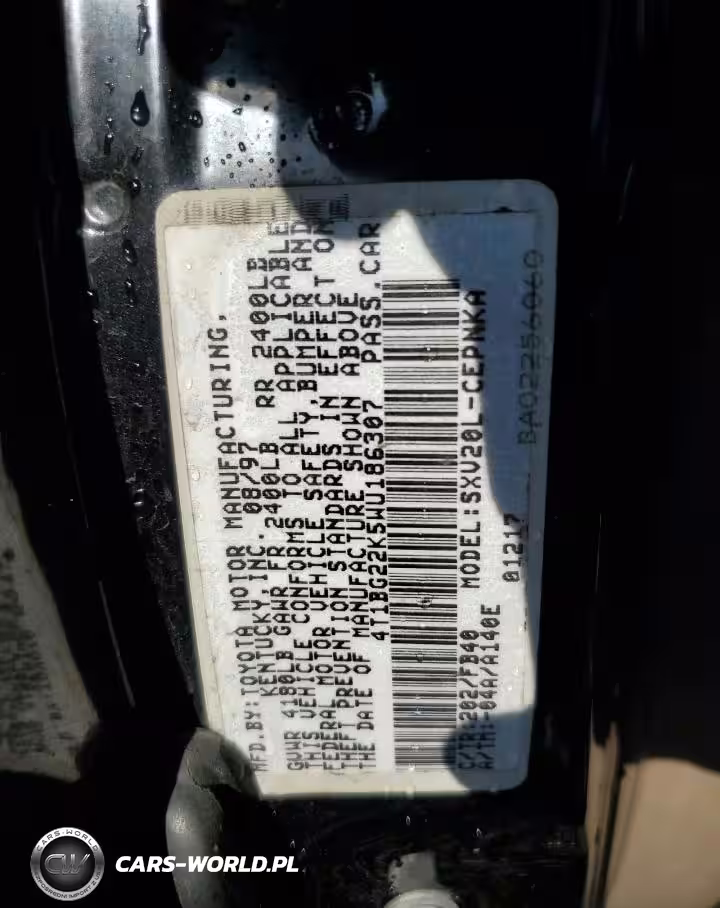 MFD.BY:TOYOTA MOTOR MANUFACTURING,
KENTUCKY,INC. 08/97
GVWR 4180LB GAWR FR 2400LB RR 2400LB
THIS VEHICLE CONFORMS TO ALL APPLICABLE
FEDERAL MOTOR VEHICLE SAFETY,BUMPER AND
THEFT PREVENTION STANDARDS IN EFFECT ON
THE DATE OF MANUFACTURE SHOWN ABOVE
4T1BG22K5WU186307 PASS.CAR
C/TR:202/FB40 MODEL:SXV20L-CEPNKA
A/TM:-04A/A140E
01217 BA02256060
CARS-WORLD
CW
CARS-WORLD.PL